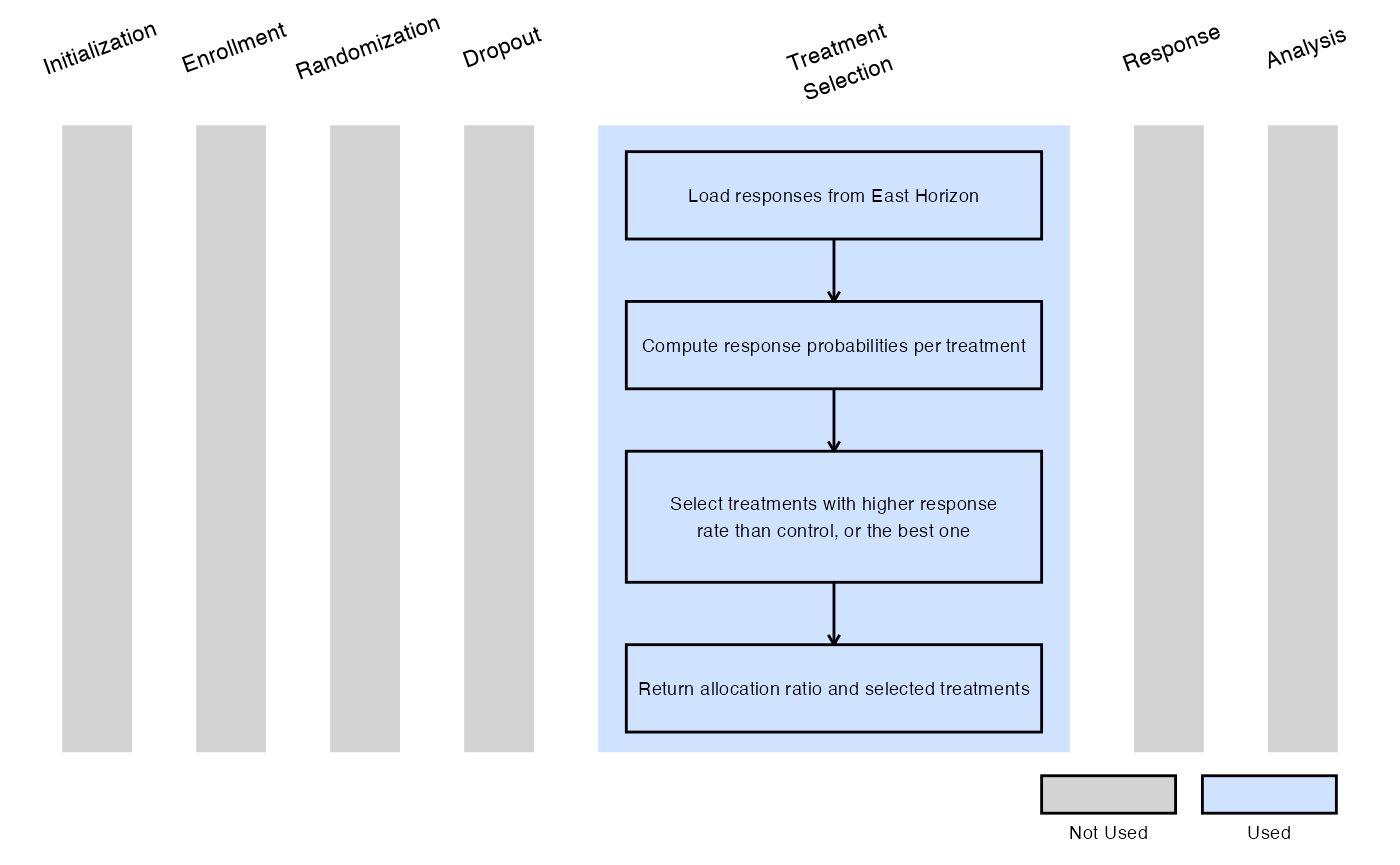 Initialization
Enrollment
Randomization
Dropout
Treatment
Selection
Response
Analysis
Load responses from East Horizon
Compute response probabilities per treatment
Select treatments with higher response
rate than control, or the best one
Return allocation ratio and selected treatments
Not Used
Used